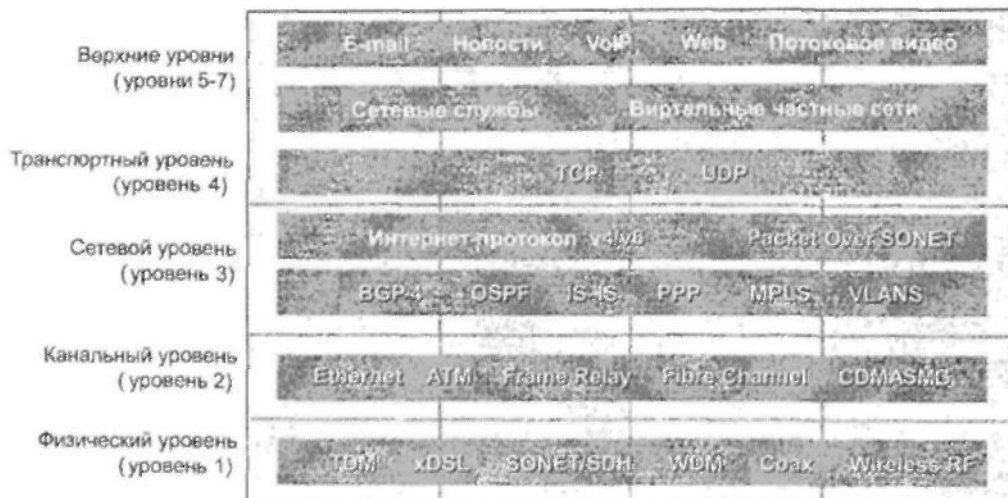 Верхние уровни
(уровни 5-7)
E-mail Новости VoIP Web Потоковое видео
Сетевые службы Виртальные частные сети
Транспортный уровень
(уровень 4)
TCP UDP
Сетевой уровень
(уровень 3)
Интернет-протокол v4/v6 Packet Over SONET
BGP-4 OSPF IS-IS PPP MPLS VLANS
Канальный уровень
(уровень 2)
Ethernet ATM Frame Relay Fibre Channel
Физический уровень
(уровень 1)
TDM xDSL SONET/SDH WDM Coax Wireless RF